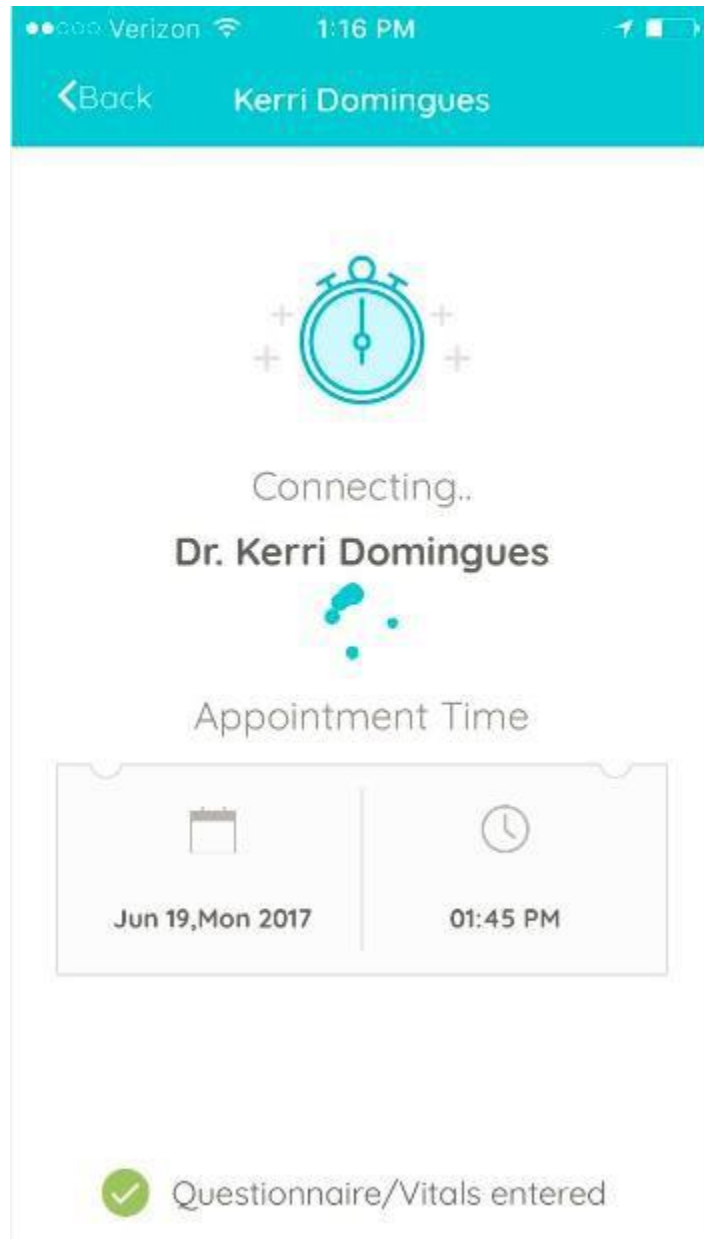 Verizon 1:16 PM
Back Kerri Domingues
Connecting..
Dr. Kerri Domingues
Appointment Time
Jun 19,Mon 2017 01:45 PM
Questionnaire/Vitals entered